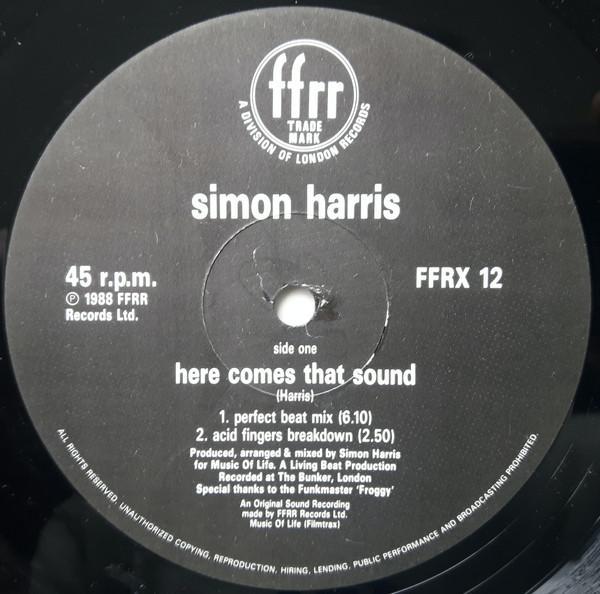 ffrr
TRADE
MARK
A DIVISION OF LONDON RECORDS
simon harris
45 r.p.m.
℗ 1988 FFRR
Records Ltd.
FFRX 12
side one
here comes that sound
(Harris)
1. perfect beat mix (6.10)
2. acid fingers breakdown (2.50)
Produced, arranged & mixed by Simon Harris
for Music Of Life. A Living Beat Production
Recorded at The Bunker, London
Special thanks to the Funkmaster 'Froggy'
An Original Sound Recording
made by FFRR Records Ltd.
Music Of Life (Filmtrax)
ALL RIGHTS RESERVED. UNAUTHORIZED COPYING, REPRODUCTION, HIRING, LENDING, PUBLIC PERFORMANCE AND BROADCASTING PROHIBITED.